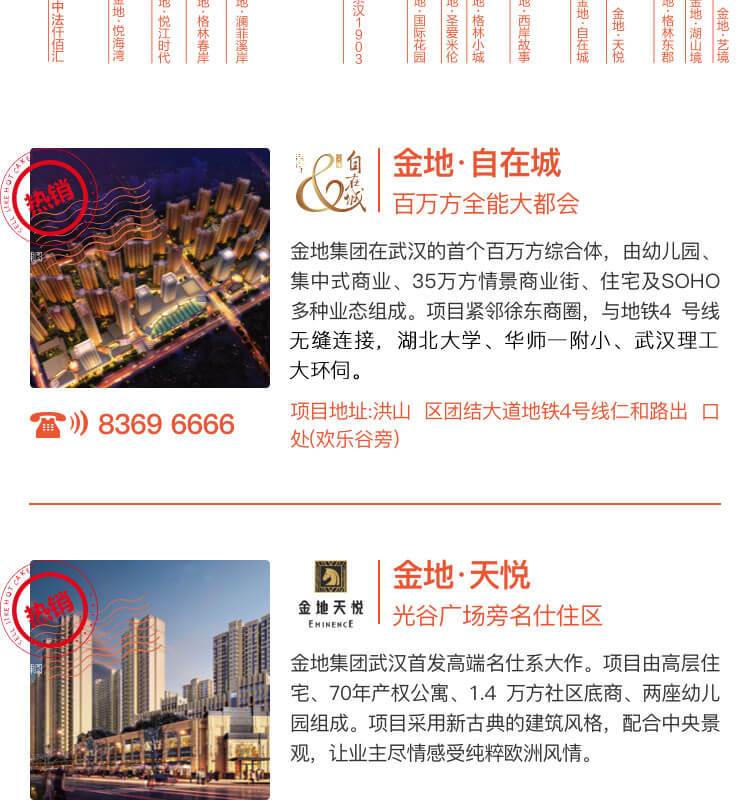 中法仟佰汇
金地·悦海湾
地·悦江时代
地·格林春岸
地·澜菲溪岸
汉1903
地·国际花园
地·圣爱米伦
地·格林小城
地·西岸故事
金地·自在城
金地·天悦
地·格林东郡
金地·湖山境
金地·艺境
热销
SELL LIKE HOT CAKES
自在城
金地·自在城
百万方全能大都会
金地集团在武汉的首个百万方综合体，由幼儿园、
集中式商业、35万方情景商业街、住宅及SOHO
多种业态组成。项目紧邻徐东商圈，与地铁4 号线
无缝连接，湖北大学、华师一附小、武汉理工
大环伺。
8369 6666
项目地址:洪山 区团结大道地铁4号线仁和路出 口
处(欢乐谷旁)
热销
SELL LIKE HOT CAKES
金地天悦
EMINENCE
金地·天悦
光谷广场旁名仕住区
金地集团武汉首发高端名仕系大作。项目由高层住
宅、70年产权公寓、1.4 万方社区底商、两座幼儿
园组成。项目采用新古典的建筑风格，配合中央景
观，让业主尽情感受纯粹欧洲风情。